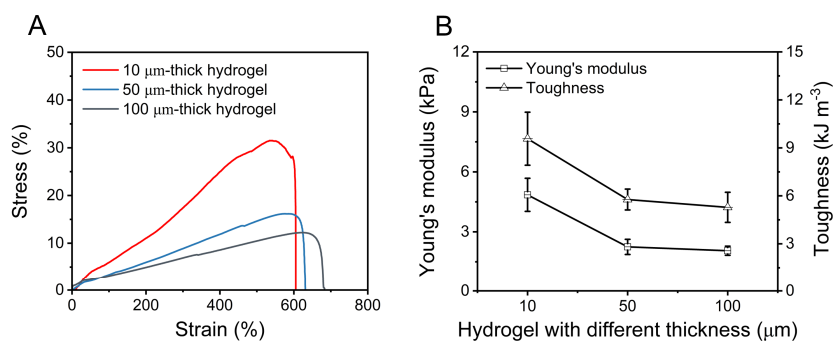 A
50
40
30
20
10
0
Stress (%)
10 μm-thick hydrogel
50 μm-thick hydrogel
100 μm-thick hydrogel
0
200
400
600
800
Strain (%)
B
12
9
6
3
0
Young's modulus (kPa)
Young's modulus
Toughness
15
12
9
6
3
0
Toughness (kJ m-3)
10
50
100
Hydrogel with different thickness (μm)